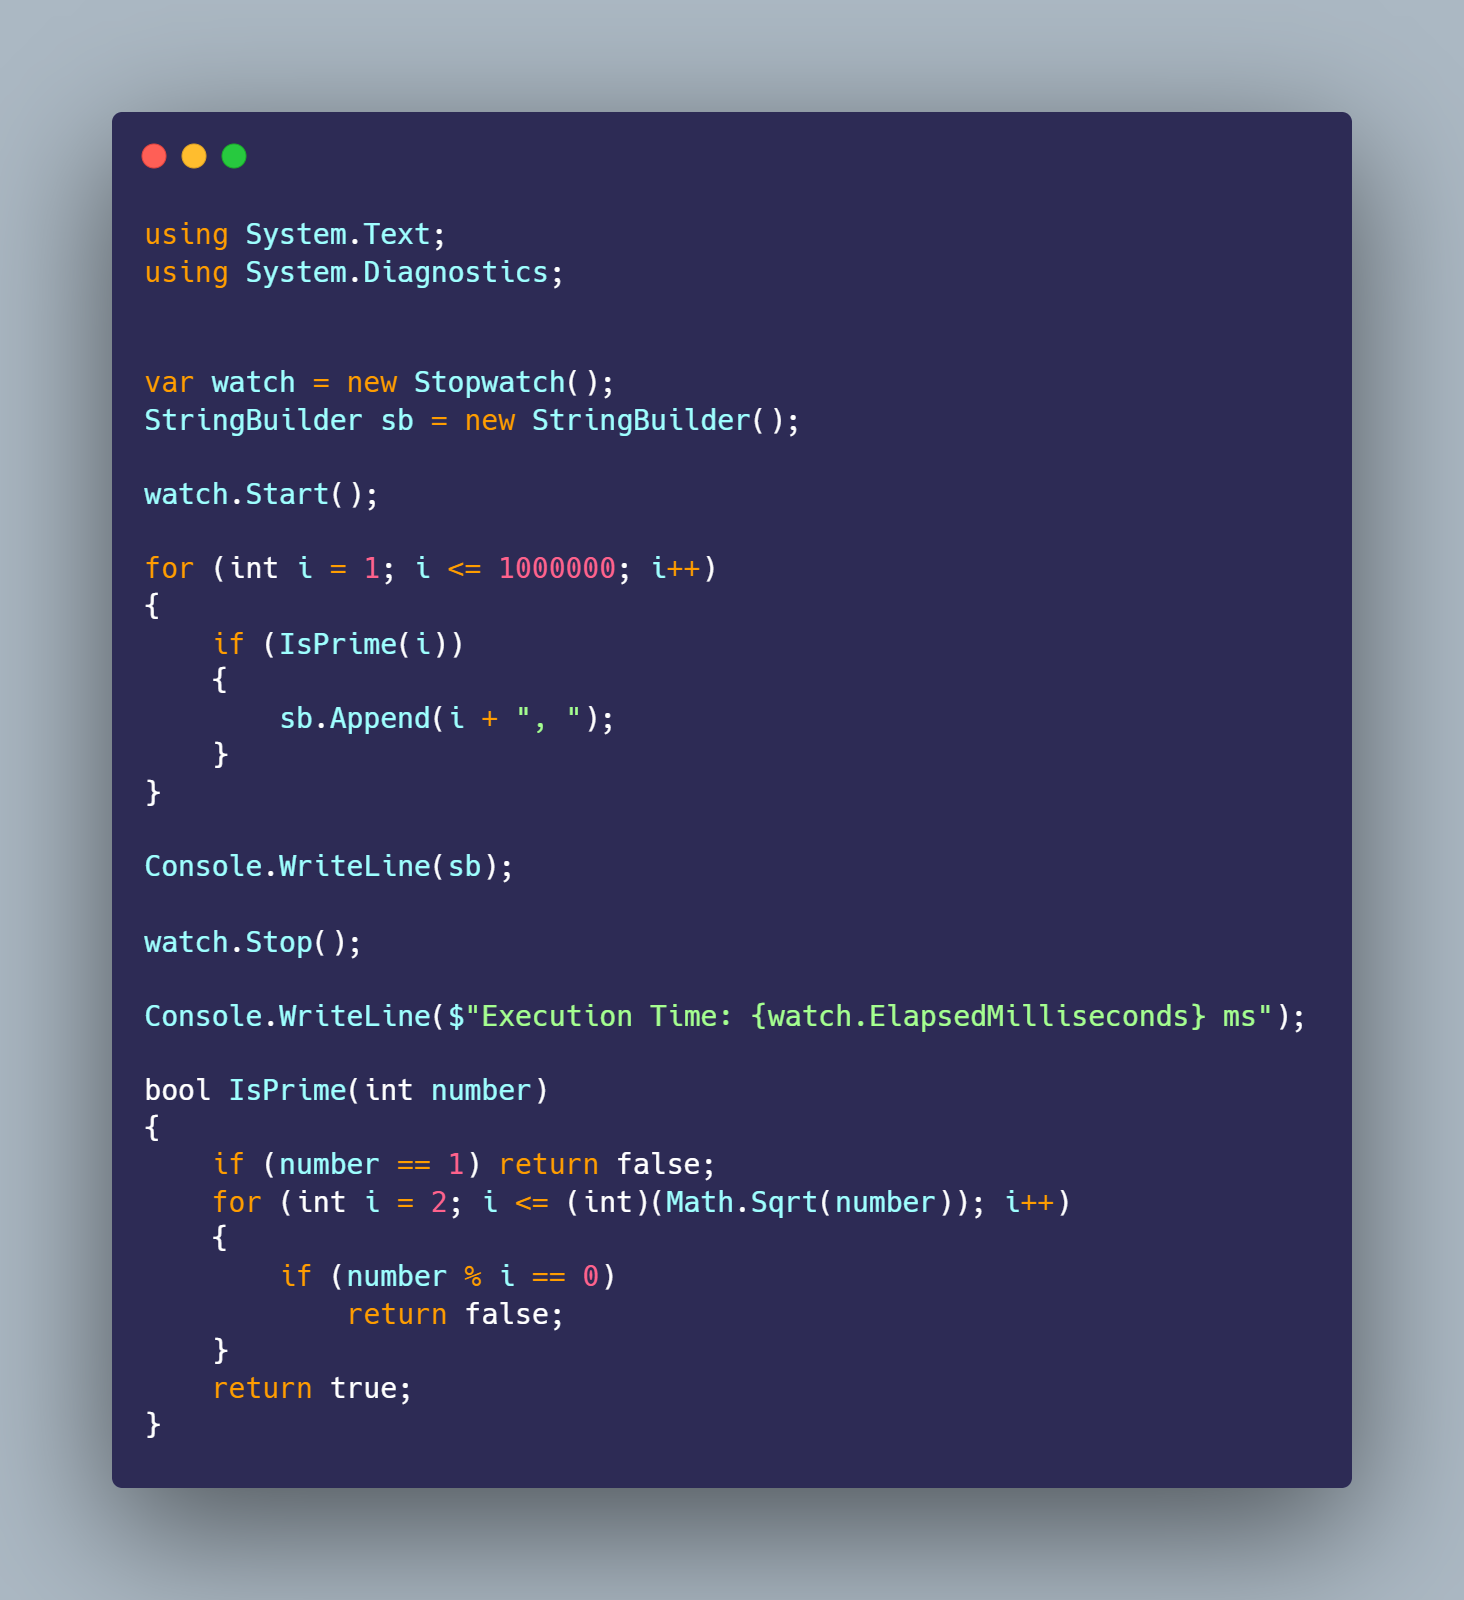 using System.Text;
using System.Diagnostics;


var watch = new Stopwatch();
StringBuilder sb = new StringBuilder();

watch.Start();

for (int i = 1; i <= 1000000; i++)
{
    if (IsPrime(i))
    {
        sb.Append(i + ", ");
    }
}

Console.WriteLine(sb);

watch.Stop();

Console.WriteLine($"Execution Time: {watch.ElapsedMilliseconds} ms");

bool IsPrime(int number)
{
    if (number == 1) return false;
    for (int i = 2; i <= (int)(Math.Sqrt(number)); i++)
    {
        if (number % i == 0)
            return false;
    }
    return true;
}